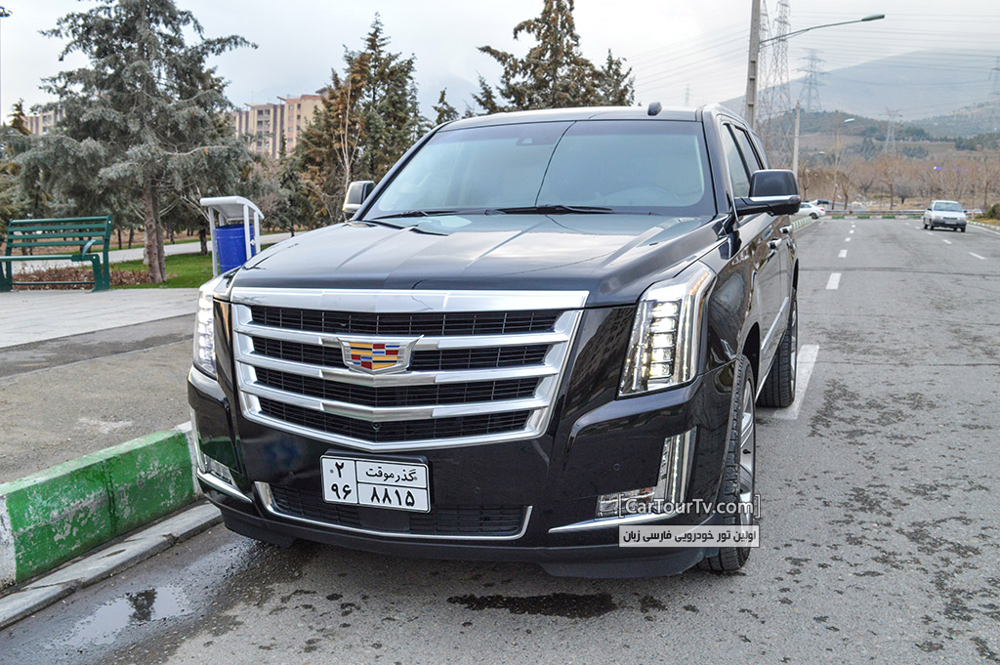 ۲ گذرموقت
۹۶ ۸۸۱۵
[CarTourTv.com]
اولین تور خودرویی فارسی زبان